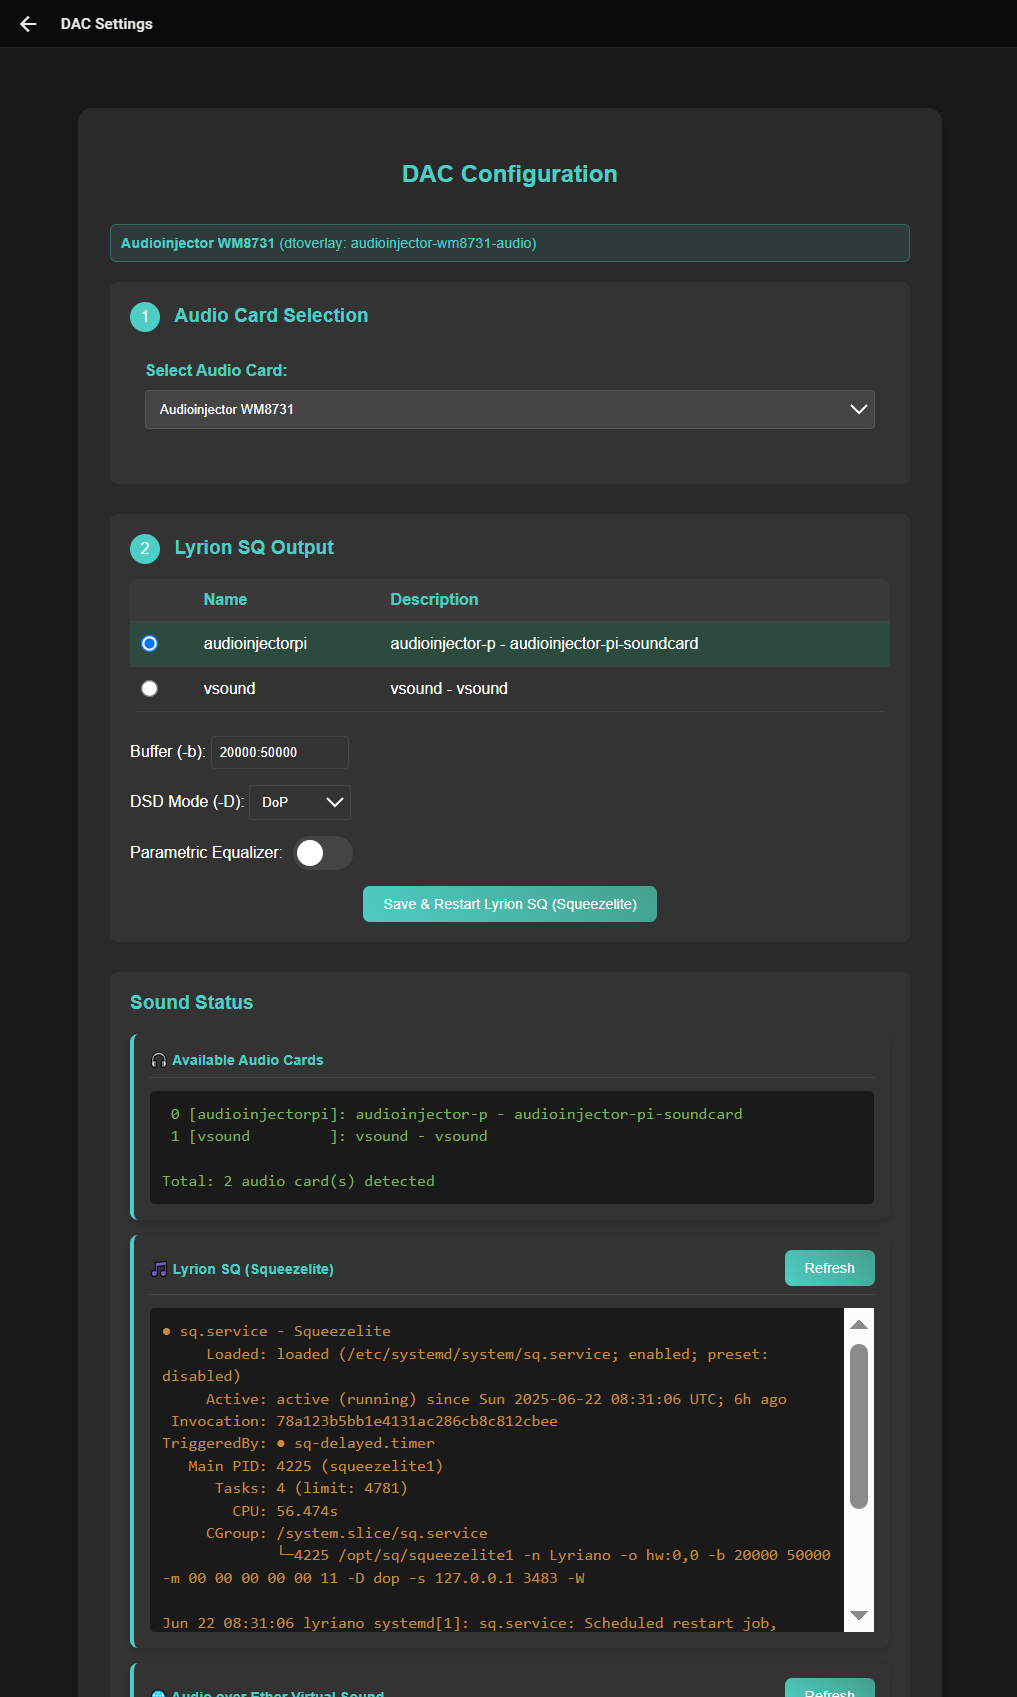 DAC Settings
DAC Configuration
Audioinjector WM8731 (dtoverlay: audioinjector-wm8731-audio)
1 Audio Card Selection
Select Audio Card:
Audioinjector WM8731
2 Lyrion SQ Output
Name Description
audioinjectorpi audioinjector-p - audioinjector-pi-soundcard
vsound vsound - vsound
Buffer (-b): 20000:50000
DSD Mode (-D): DoP
Parametric Equalizer:
Save & Restart Lyrion SQ (Squeezelite)
Sound Status
Available Audio Cards
0 [audioinjectorpi]: audioinjector-p - audioinjector-pi-soundcard
1 [vsound         ]: vsound - vsound
Total: 2 audio card(s) detected
Lyrion SQ (Squeezelite) Refresh
● sq.service - Squeezelite
Loaded: loaded (/etc/systemd/system/sq.service; enabled; preset:
disabled)
Active: active (running) since Sun 2025-06-22 08:31:06 UTC; 6h ago
Invocation: 78a123b5bb1e4131ac286cb8c812cbee
TriggeredBy: ● sq-delayed.timer
Main PID: 4225 (squeezelite1)
Tasks: 4 (limit: 4781)
CPU: 56.474s
CGroup: /system.slice/sq.service
└─4225 /opt/sq/squeezelite1 -n Lyriano -o hw:0,0 -b 20000 50000
-m 00 00 00 00 00 11 -D dop -s 127.0.0.1 3483 -W
Jun 22 08:31:06 lyriano systemd[1]: sq.service: Scheduled restart job,
Audio over Ether Virtual Sound Refresh